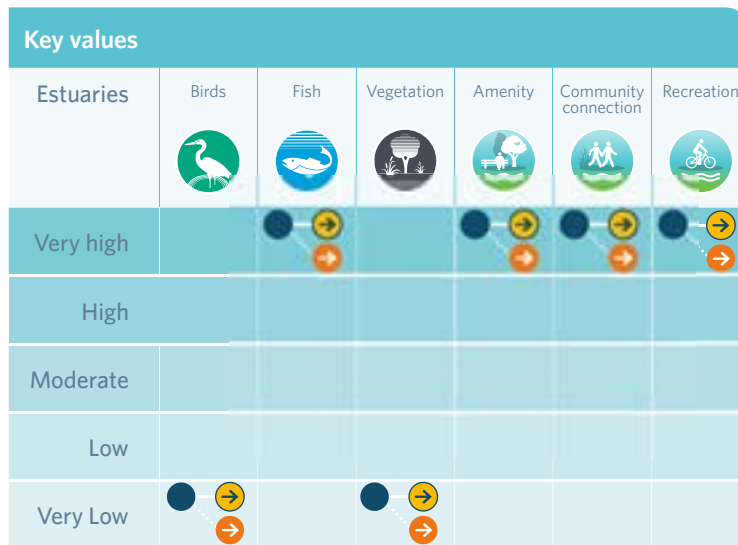 Key values
Estuaries Birds Fish Vegetation Amenity Community Recreation
connection
Very high
High
Moderate
Low
Very Low